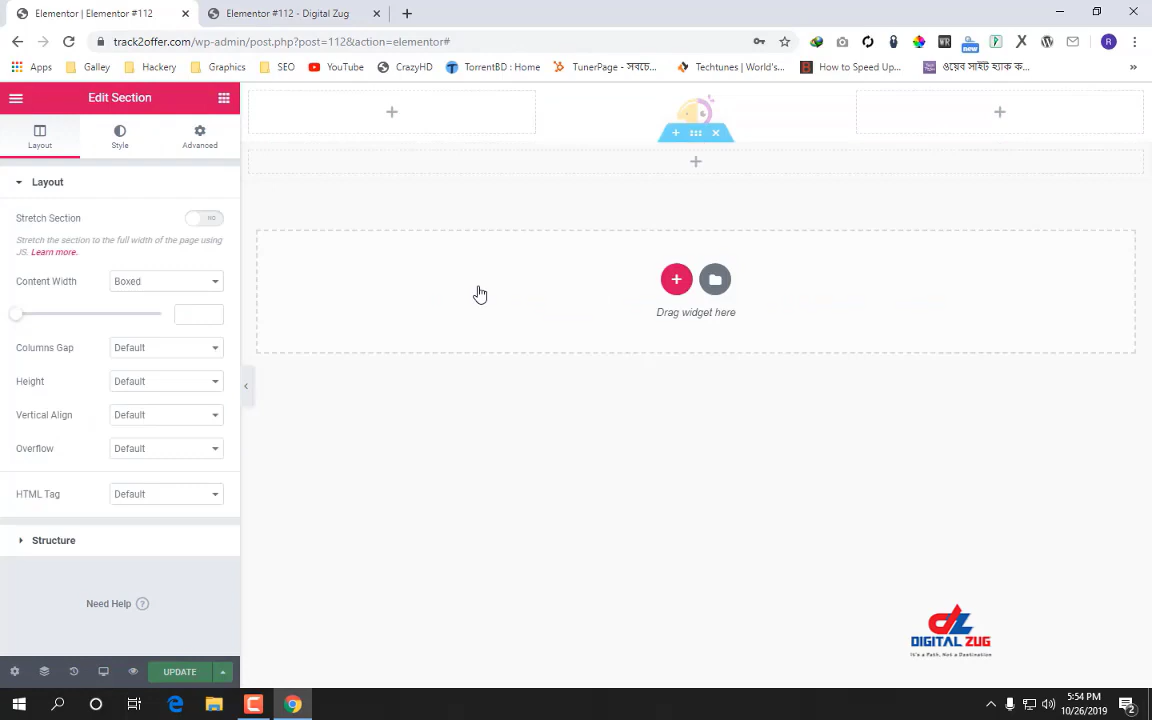 Elementor | Elementor #112
Elementor #112 - Digital Zug
track2offer.com/wp-admin/post.php?post=112&action=elementor#
Apps
Galley
Hackery
Graphics
SEO
YouTube
CrazyHD
TorrentBD : Home
TunerPage - সবচে...
Techtunes | World's...
How to Speed Up...
ওয়েব সাইট হ্যাক ক...
Edit Section
Layout
Style
Advanced
Layout
Stretch Section
NO
Stretch the section to the full width of the page using
JS. Learn more.
Content Width
Boxed
Columns Gap
Default
Height
Default
Vertical Align
Default
Overflow
Default
HTML Tag
Default
Structure
Need Help
UPDATE
Drag widget here
DIGITAL ZUG
It's a Path, Not a Destination
5:54 PM
10/26/2019